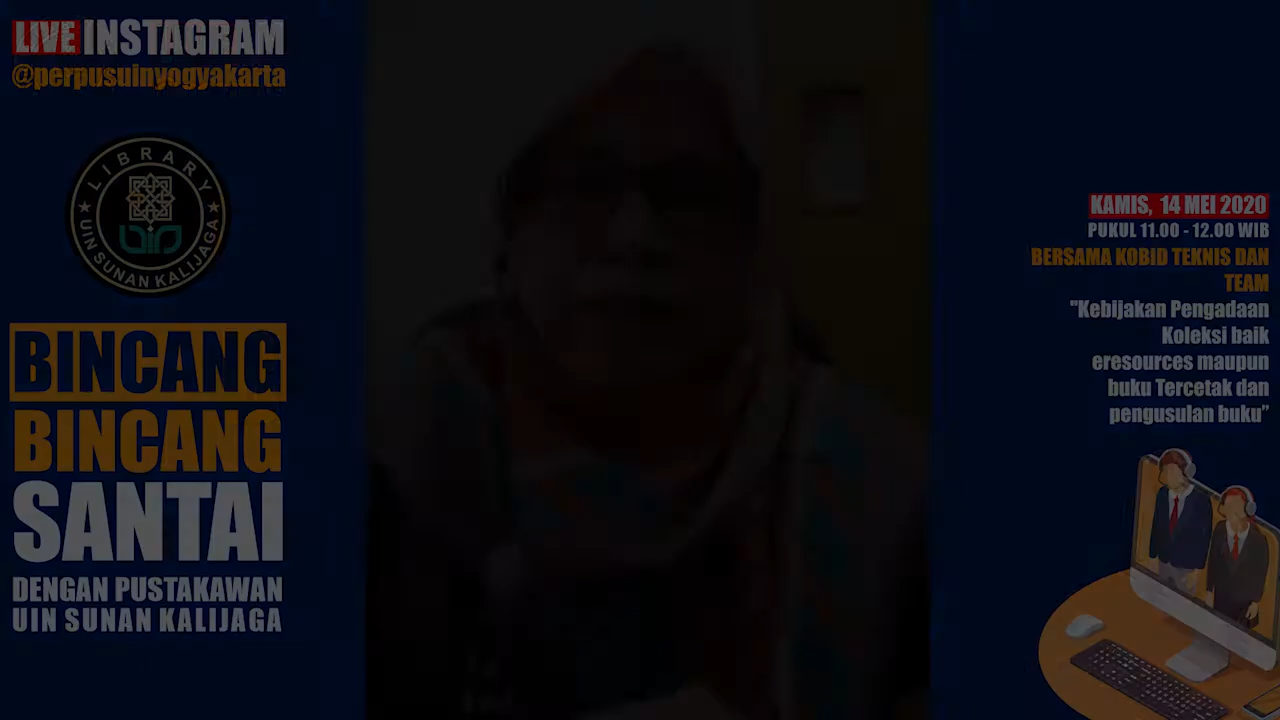 LIVE INSTAGRAM
@perpusuinyogyakarta
LIBRARY
UIN SUNAN KALIJAGA
BINCANG
BINCANG
SANTAI
DENGAN PUSTAKAWAN
UIN SUNAN KALIJAGA
KAMIS, 14 MEI 2020
PUKUL 11.00 - 12.00 WIB
BERSAMA KOBID TEKNIS DAN
TEAM
"Kebijakan Pengadaan
Koleksi baik
eresources maupun
buku Tercetak dan
pengusulan buku”